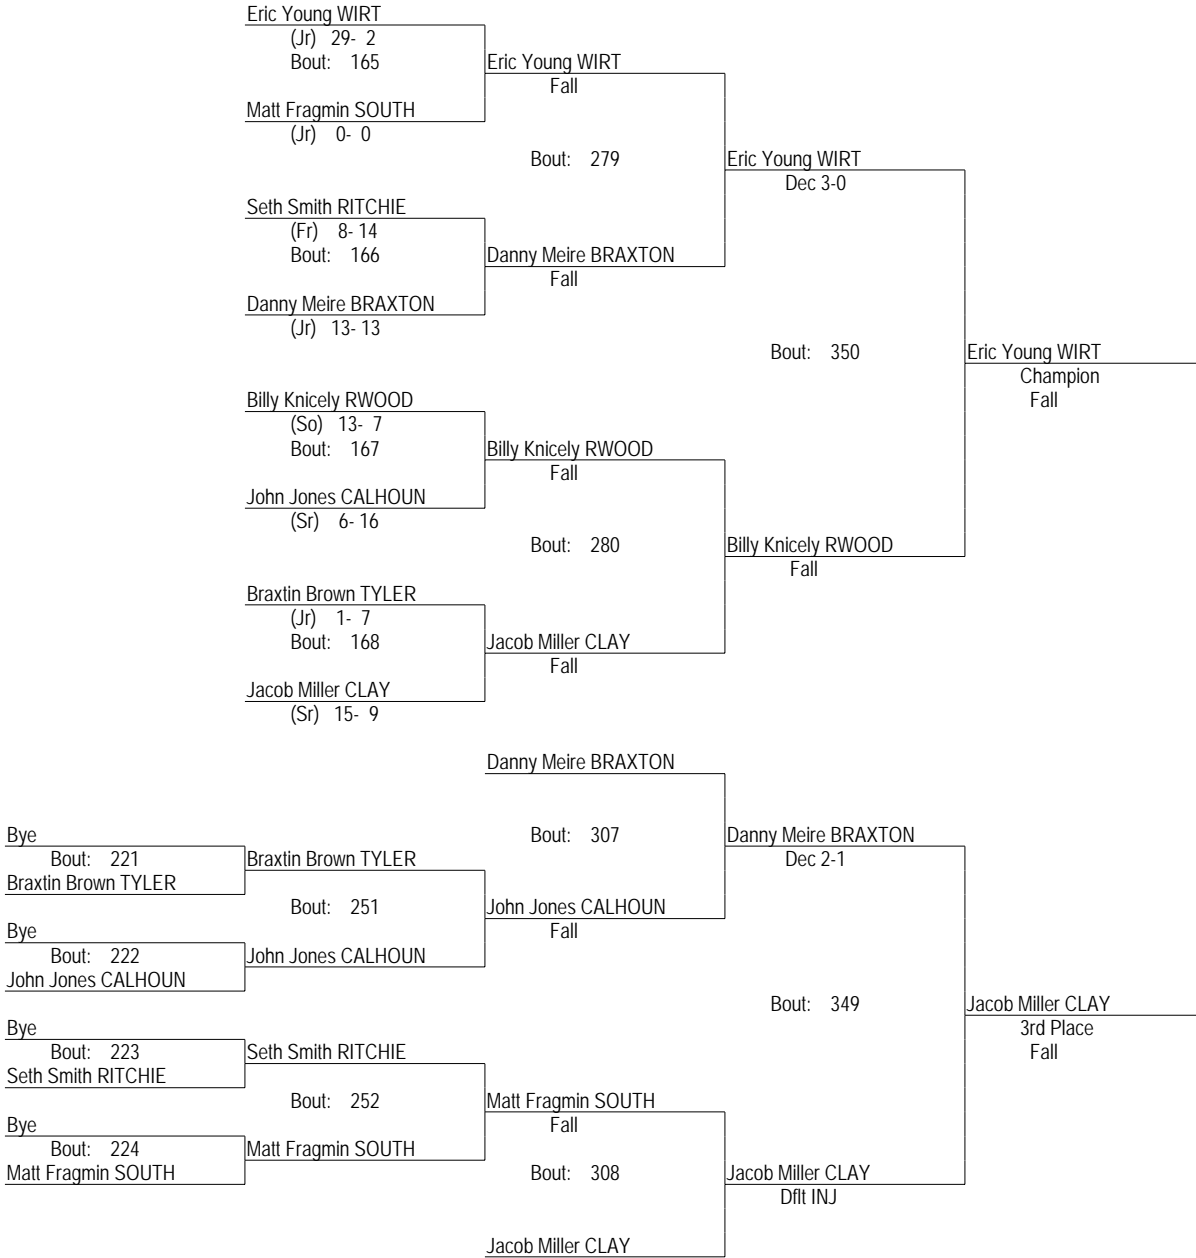 Eric Young WIRT
(Jr) 29- 2
Bout: 165
Eric Young WIRT
Fall
Matt Fragmin SOUTH
(Jr) 0- 0
Bout: 279
Eric Young WIRT
Dec 3-0
Seth Smith RITCHIE
(Fr) 8- 14
Bout: 166
Danny Meire BRAXTON
Fall
Danny Meire BRAXTON
(Jr) 13- 13
Bout: 350
Eric Young WIRT
Champion
Fall
Billy Knicely RWOOD
(So) 13- 7
Bout: 167
Billy Knicely RWOOD
Fall
John Jones CALHOUN
(Sr) 6- 16
Bout: 280
Billy Knicely RWOOD
Fall
Braxtin Brown TYLER
(Jr) 1- 7
Bout: 168
Jacob Miller CLAY
Fall
Jacob Miller CLAY
(Sr) 15- 9
Danny Meire BRAXTON
Bye
Bout: 221
Braxtin Brown TYLER
Braxtin Brown TYLER
Bout: 307
Danny Meire BRAXTON
Dec 2-1
Bout: 251
John Jones CALHOUN
Fall
Bye
Bout: 222
John Jones CALHOUN
John Jones CALHOUN
Bout: 349
Jacob Miller CLAY
3rd Place
Fall
Bye
Bout: 223
Seth Smith RITCHIE
Seth Smith RITCHIE
Bout: 252
Matt Fragmin SOUTH
Fall
Bye
Bout: 224
Matt Fragmin SOUTH
Matt Fragmin SOUTH
Bout: 308
Jacob Miller CLAY
Dflt INJ
Jacob Miller CLAY